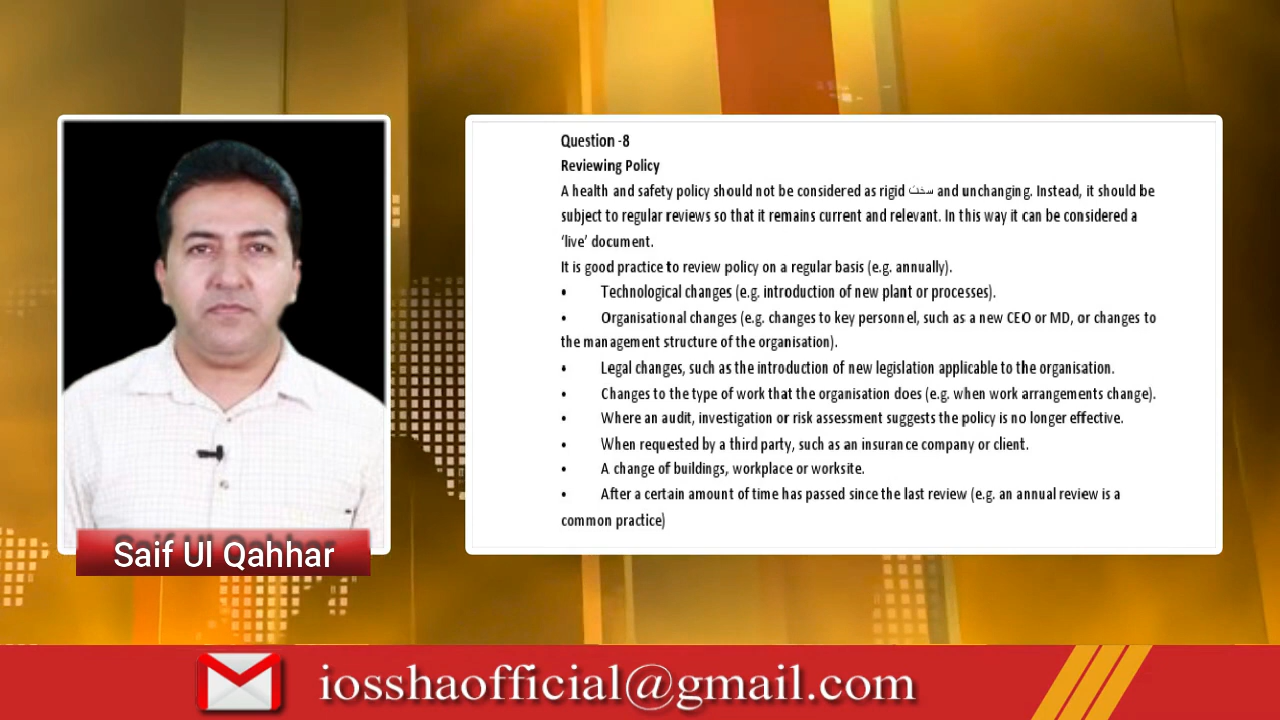 Question -8
Reviewing Policy
A health and safety policy should not be considered as rigid سخت and unchanging. Instead, it should be
subject to regular reviews so that it remains current and relevant. In this way it can be considered a
‘live’ document.
It is good practice to review policy on a regular basis (e.g. annually).
• Technological changes (e.g. introduction of new plant or processes).
• Organisational changes (e.g. changes to key personnel, such as a new CEO or MD, or changes to
the management structure of the organisation).
• Legal changes, such as the introduction of new legislation applicable to the organisation.
• Changes to the type of work that the organisation does (e.g. when work arrangements change).
• Where an audit, investigation or risk assessment suggests the policy is no longer effective.
• When requested by a third party, such as an insurance company or client.
• A change of buildings, workplace or worksite.
• After a certain amount of time has passed since the last review (e.g. an annual review is a
common practice)
Saif Ul Qahhar
iosshaofficial@gmail.com